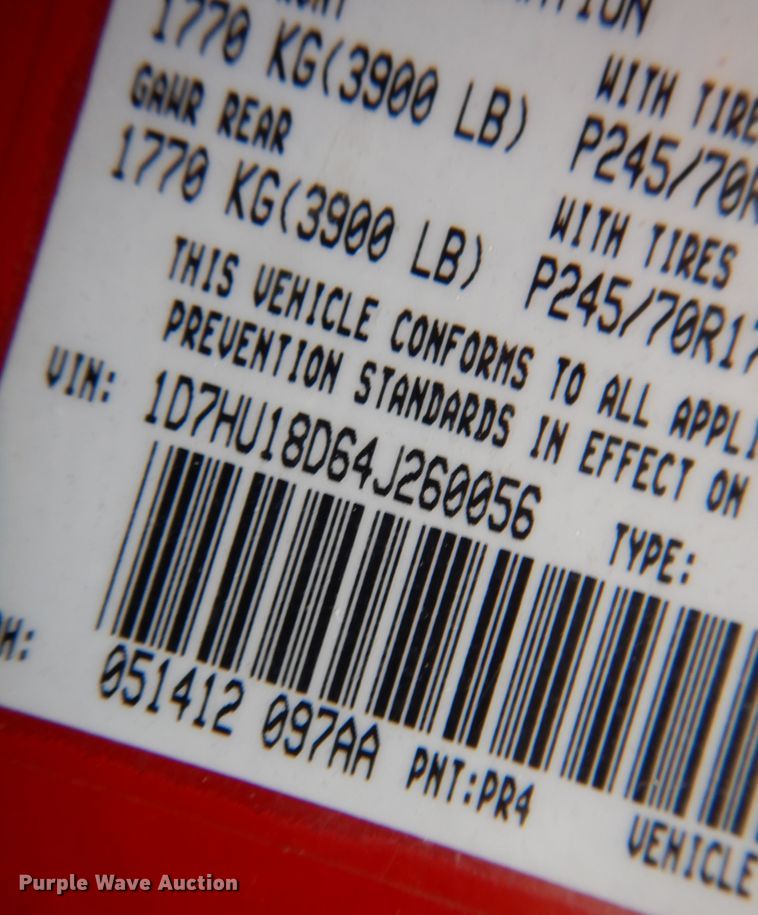 1770 KG(3900 LB) WITH TIRE
GAWR REAR P245/70R
1770 KG(3900 LB) WITH TIRES
P245/70R17
THIS VEHICLE CONFORMS TO ALL APPLI
PREVENTION STANDARDS IN EFFECT ON
VIN: 1D7HU18D64J260056 TYPE:
H:
051412 097AA PNT:PR4 VEHICLE
Purple Wave Auction